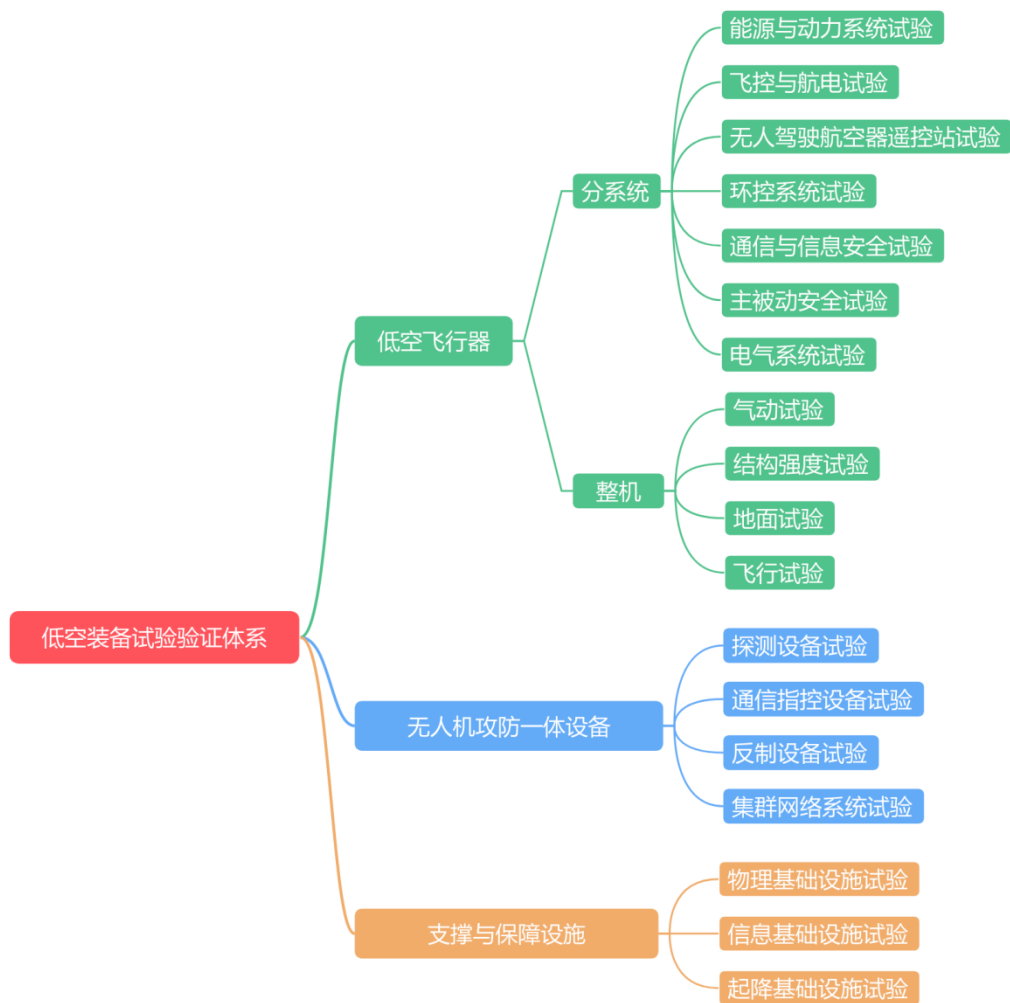 低空装备试验验证体系
低空飞行器
分系统
能源与动力系统试验
飞控与航电试验
无人驾驶航空器遥控站试验
环控系统试验
通信与信息安全试验
主被动安全试验
电气系统试验
整机
气动试验
结构强度试验
地面试验
飞行试验
无人机攻防一体设备
探测设备试验
通信指控设备试验
反制设备试验
集群网络系统试验
支撑与保障设施
物理基础设施试验
信息基础设施试验
起降基础设施试验